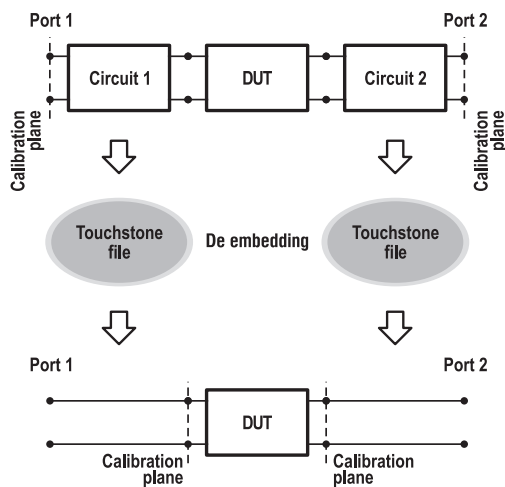 Port 1
Port 2
Circuit 1
DUT
Circuit 2
Calibration
plane
Calibration
plane
Touchstone
file
De embedding
Touchstone
file
Port 1
Port 2
DUT
Calibration
plane
Calibration
plane